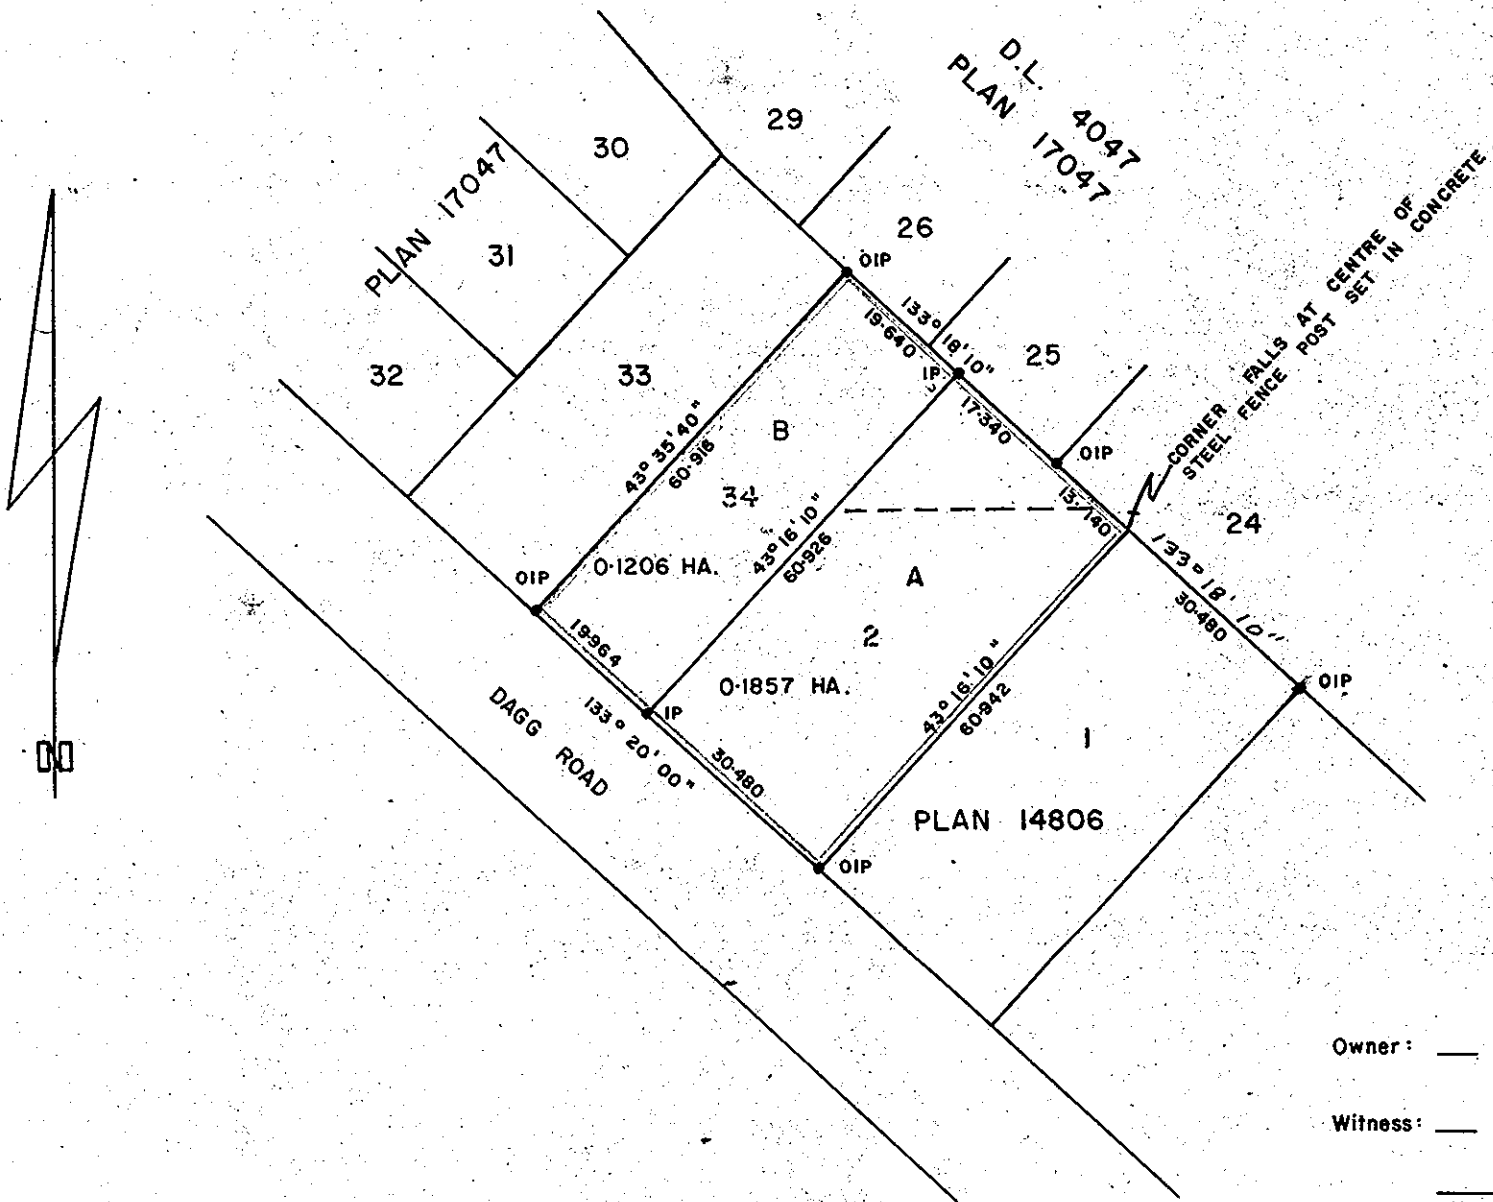 D.L. 4047
PLAN 17047
29
30
PLAN 17047
31
26
OIP
CORNER FALLS AT CENTRE OF
STEEL FENCE POST SET IN CONCRETE
133° 18' 10"
19·640
25
32
33
IP
17·340
B
43° 35' 40"
60·916
OIP
34
13·140
24
43° 16' 10"
60·926
133° 18' 10"
30·480
0·1206 HA.
A
OIP
2
19·964
43° 16' 10"
60·942
0·1857 HA.
OIP
IP
DAGG ROAD
133° 20' 00"
30·480
1
PLAN 14806
OIP
N
Owner:
Witness: